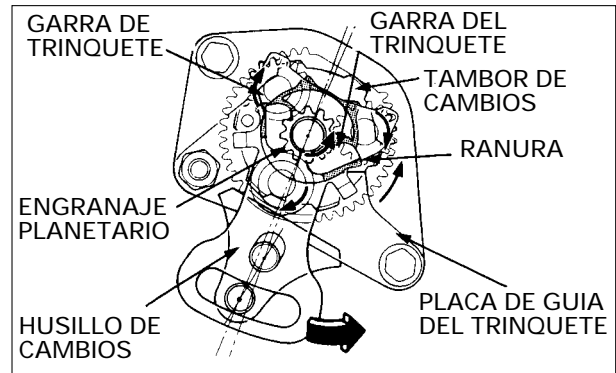 GARRA DE
TRINQUETE
GARRA DEL
TRINQUETE
TAMBOR DE
CAMBIOS
RANURA
ENGRANAJE
PLANETARIO
HUSILLO DE
CAMBIOS
PLACA DE GUIA
DEL TRINQUETE